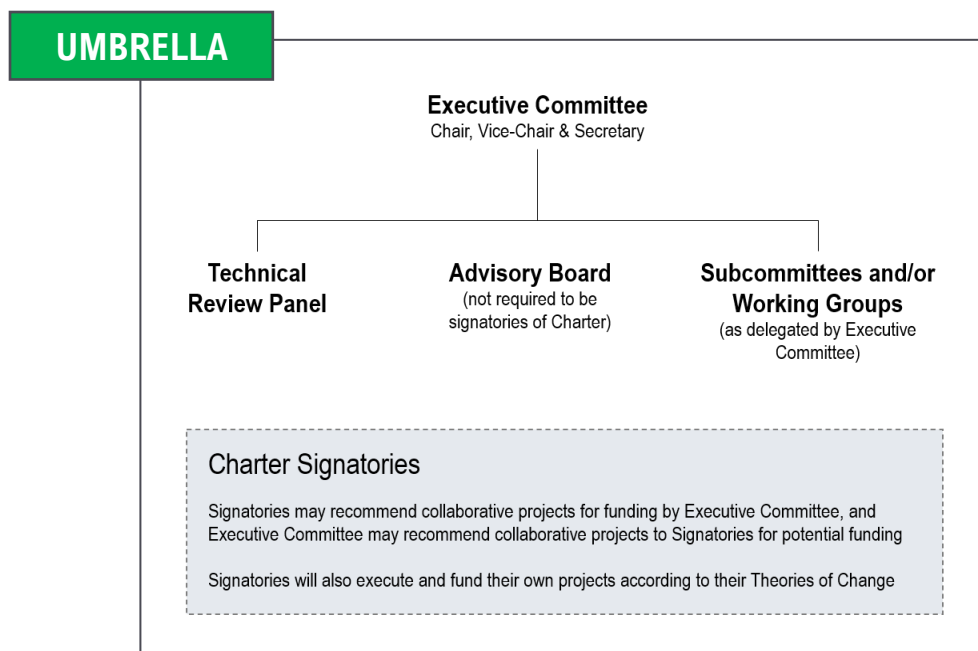 UMBRELLA
Executive Committee
Chair, Vice-Chair & Secretary
Technical
Review Panel
Advisory Board
(not required to be
signatories of Charter)
Subcommittees and/or
Working Groups
(as delegated by Executive
Committee)
Charter Signatories
Signatories may recommend collaborative projects for funding by Executive Committee, and
Executive Committee may recommend collaborative projects to Signatories for potential funding
Signatories will also execute and fund their own projects according to their Theories of Change